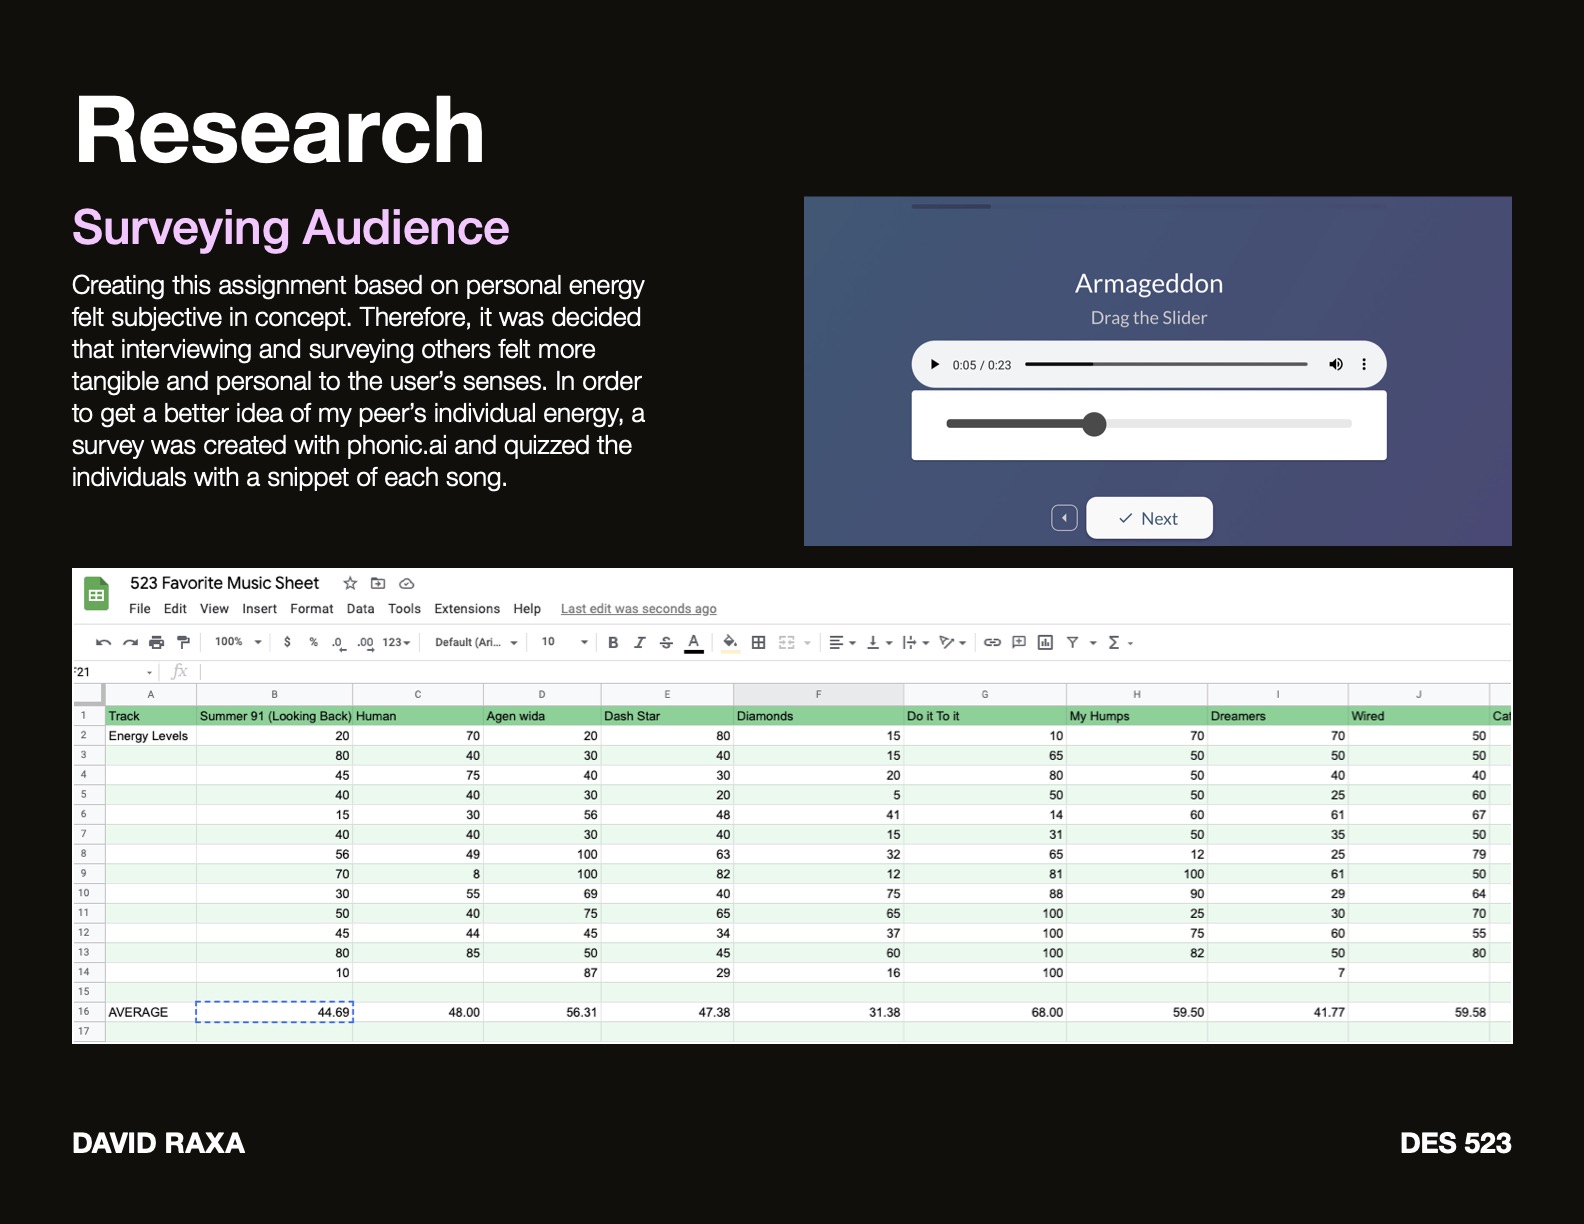 Research
Surveying Audience
Creating this assignment based on personal energy
felt subjective in concept. Therefore, it was decided
that interviewing and surveying others felt more
tangible and personal to the user's senses. In order
to get a better idea of my peer's individual energy, a
survey was created with phonic.ai and quizzed the
individuals with a snippet of each song.
Armageddon
Drag the Slider
0:05 / 0:23
Next
523 Favorite Music Sheet
File Edit View Insert Format Data Tools Extensions Help Last edit was seconds ago
100% $ % .0 .00 123 Default (Ari... 10 B I S A Σ
F21 fx
A B C D E F G H I J
1 Track Summer 91 (Looking Back) Human Agen wida Dash Star Diamonds Do it To it My Humps Dreamers Wired Cat
2 Energy Levels 20 70 20 80 15 10 70 70 50
3 80 40 30 40 15 65 50 50 50
4 45 75 40 30 20 80 50 40 40
5 40 40 30 20 5 50 50 25 60
6 15 30 56 48 41 14 60 61 67
7 40 40 30 40 15 31 50 35 50
8 56 49 100 63 32 65 12 25 79
9 70 8 100 82 12 81 100 61 50
10 30 55 69 40 75 88 90 29 64
11 50 40 75 65 65 100 25 30 70
12 45 44 45 34 37 100 75 60 55
13 80 85 50 45 60 100 82 50 80
14 10 87 29 16 100 7
15
16 AVERAGE 44.69 48.00 56.31 47.38 31.38 68.00 59.50 41.77 59.58
17
DAVID RAXA
DES 523